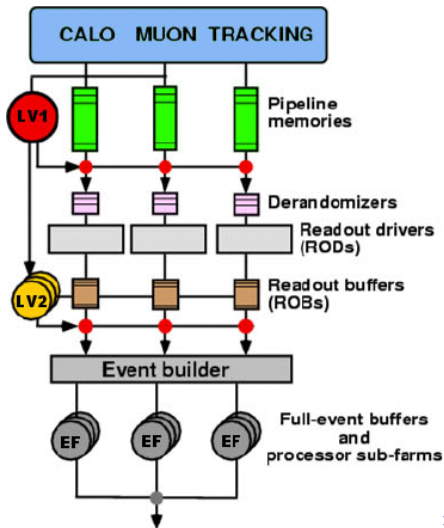 CALO MUON TRACKING
LV1
Pipeline
memories
Derandomizers
Readout drivers
(RODs)
LV2
Readout buffers
(ROBs)
Event builder
EF
EF
EF
Full-event buffers
and
processor sub-farms